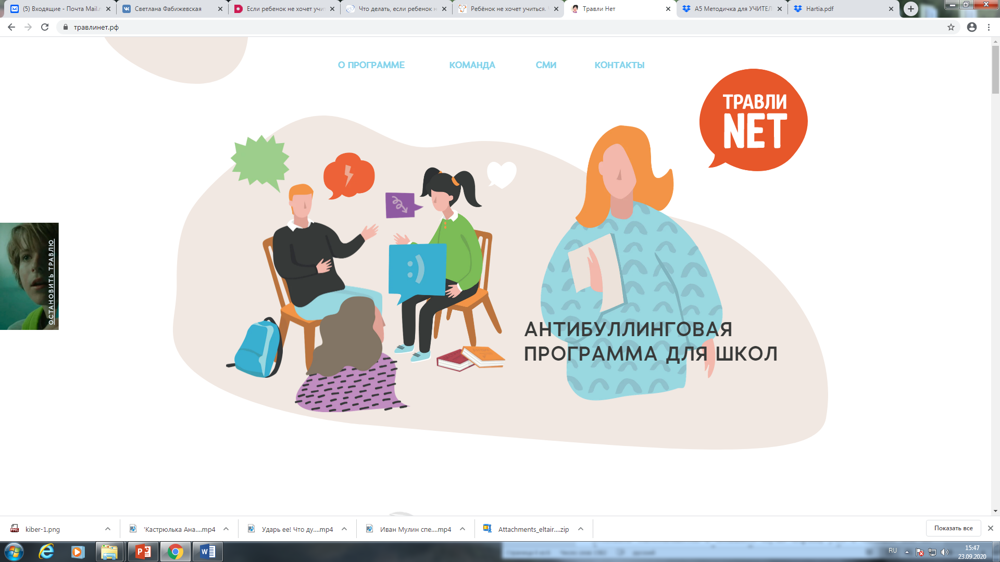 (5) Входящие - Почта Mail.r
Светлана Фабижевская
Если ребенок не хочет учит
Что делать, если ребенок н
Ребёнок не хочет учиться.
Травли Нет
А5 Методичка для УЧИТЕЛ
Hartia.pdf
травлинет.рф
О ПРОГРАММЕ
КОМАНДА
СМИ
КОНТАКТЫ
ТРАВЛИ
NET
ОСТАНОВИТЬ ТРАВЛЮ
АНТИБУЛЛИНГОВАЯ
ПРОГРАММА ДЛЯ ШКОЛ
kiber-1.png
'Кастрюлька Ана....mp4
Ударь ее! Что ду....mp4
Иван Мулин спе....mp4
Attachments_eltair....zip
Показать все
RU
15:47
23.09.2020